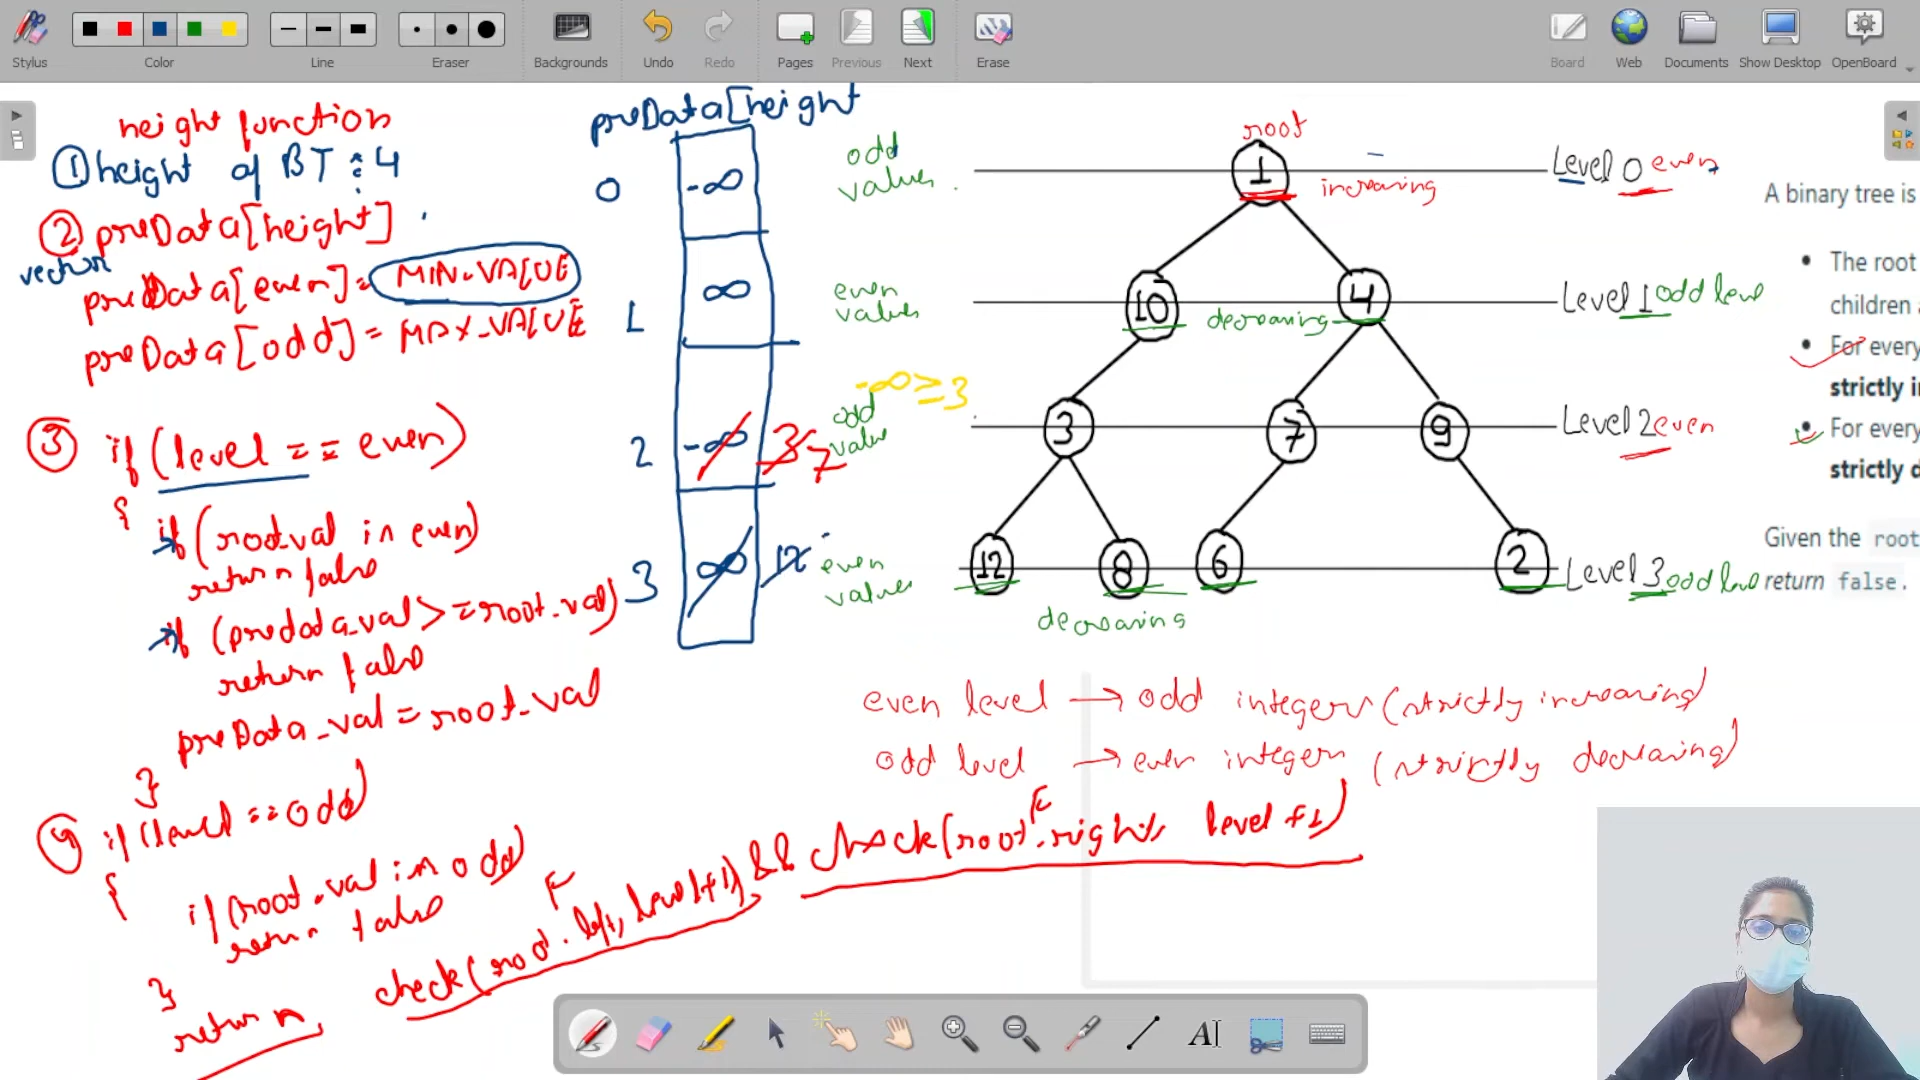 Stylus
Color
Line
Eraser
Backgrounds
Undo
Redo
Pages
Previous
Next
Erase
Board
Web
Documents
Show Desktop
OpenBoard
height function
① height of BT : 4
② preData[height]
vector
preData[even] = MIN-VALUE
preData[odd] = MAX-VALUE
③ if (level == even)
{
if (root.val in even)
return false
if (predata.val >= root.val)
return false
preData_val = root.val
}
④ if (level == odd)
{
if (root.val in odd)
return false
}
return check(root.left, level+1) && check(root.right, level+1)
F
F
preData[height
0 -∞
1 ∞
2 -∞ 3 7
3 ∞ 12
odd
values
even
values
-∞ >= 3
odd
value
even
values
root
1
increasing
Level 0 even
10
decreasing
4
Level 1 odd level
3
7
9
Level 2 even
12
8
6
2
Level 3 odd level
decreasing
even level → odd integers (strictly increasing)
odd level → even integers (strictly decreasing)
A binary tree is
• The root
children
• For every
strictly in
• For every
strictly d
Given the root
return false.